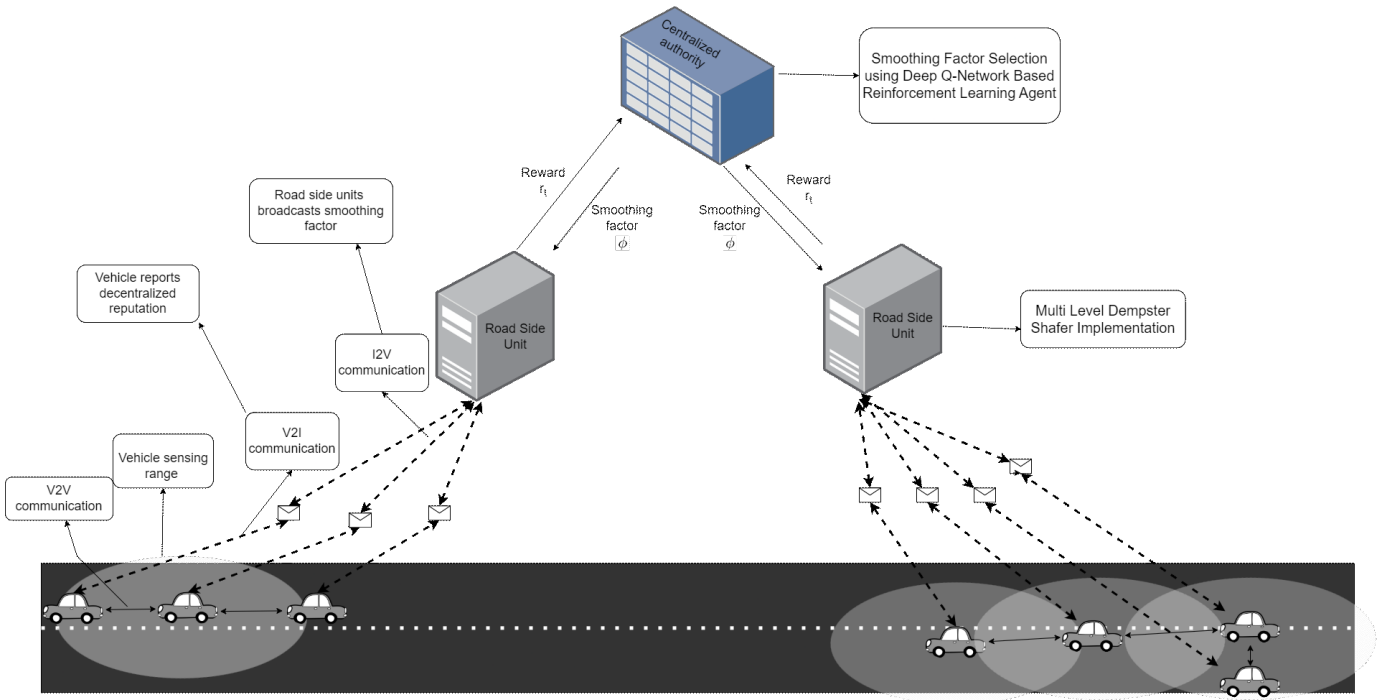 Centralized
authority
Smoothing Factor Selection
using Deep Q-Network Based
Reinforcement Learning Agent
Reward
r_t
Smoothing
factor
ϕ
Smoothing
factor
ϕ
Reward
r_t
Road side units
broadcasts smoothing
factor
Vehicle reports
decentralized
reputation
Road Side
Unit
Road Side
Unit
Multi Level Dempster
Shafer Implementation
I2V
communication
V2I
communication
Vehicle sensing
range
V2V
communication